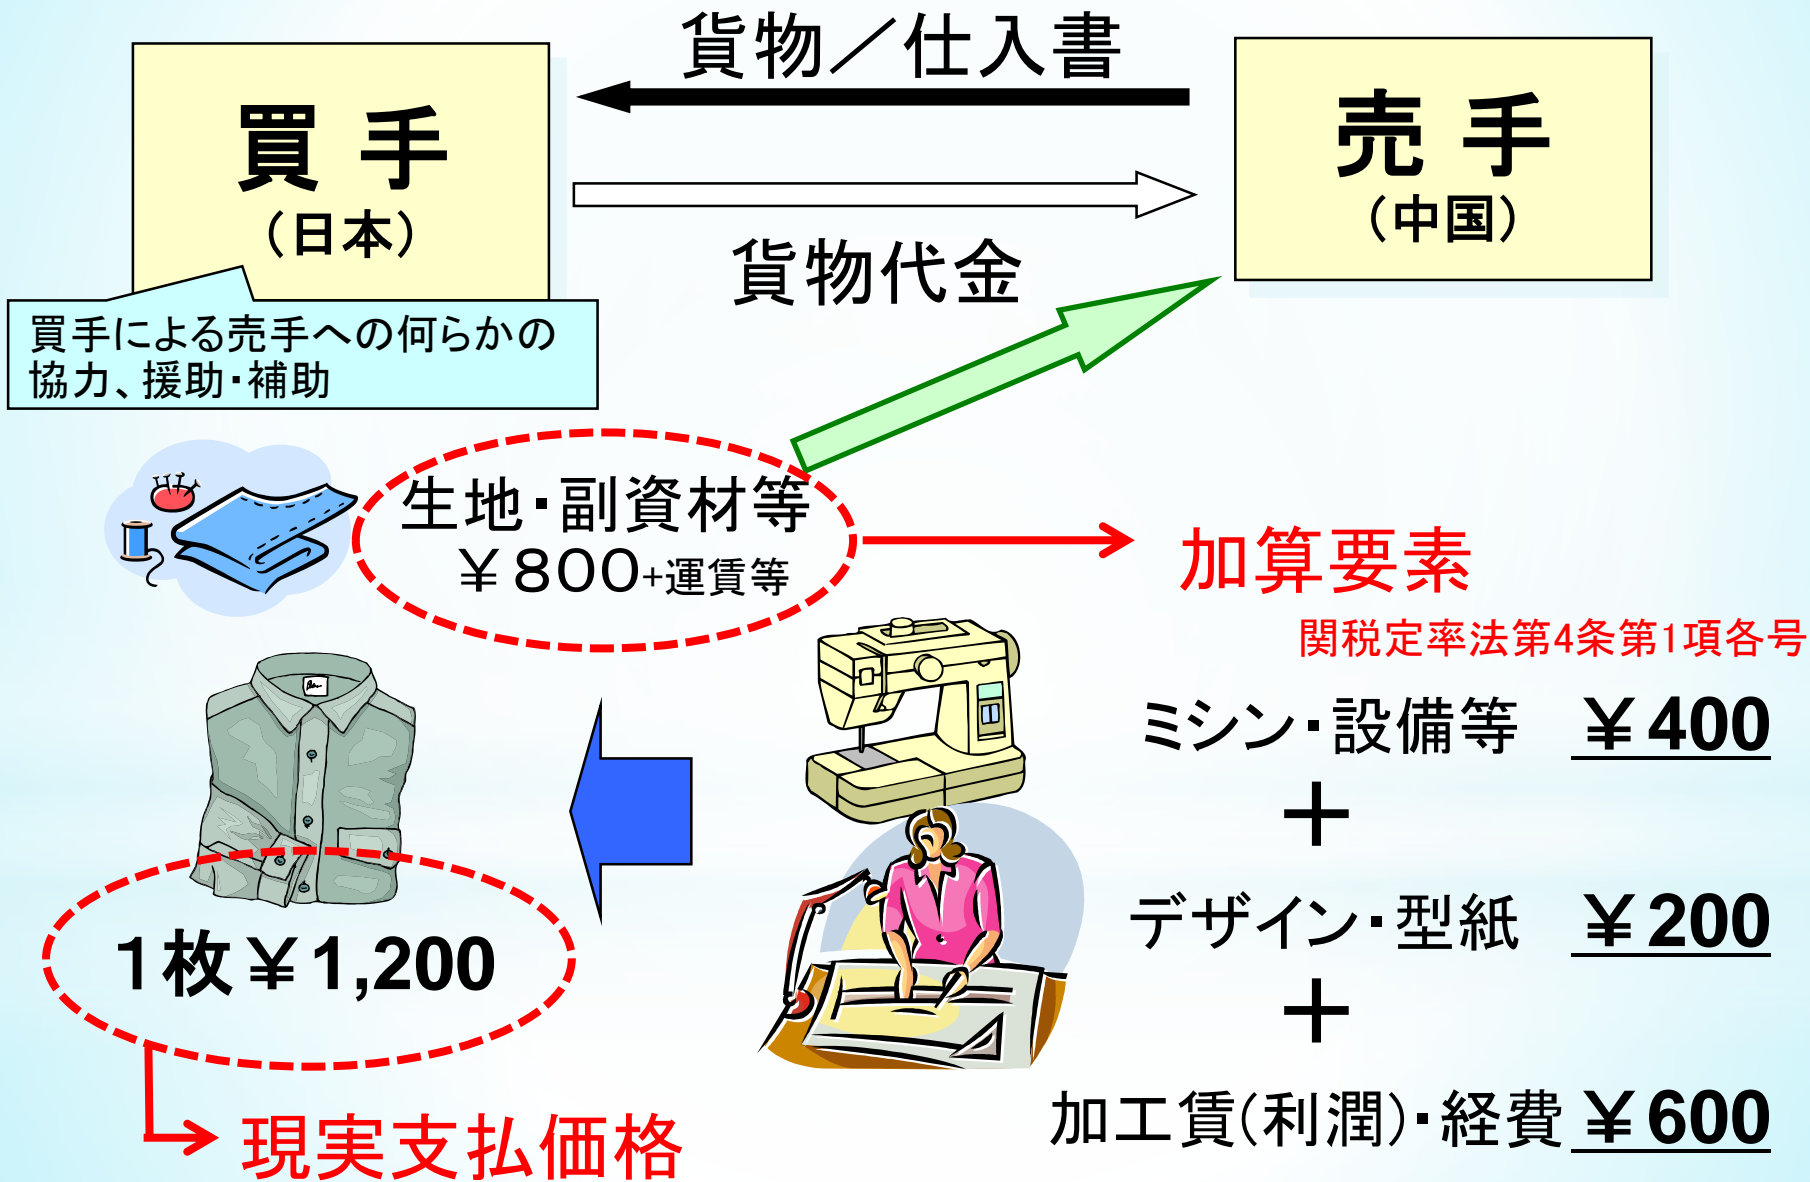 貨物／仕入書
買 手
（日本）
売 手
（中国）
貨物代金
買手による売手への何らかの
協力、援助・補助
生地・副資材等
￥８００+運賃等
加算要素
関税定率法第4条第1項各号
ミシン・設備等 ￥400
＋
デザイン・型紙 ￥200
＋
加工賃(利潤)・経費 ￥600
１枚￥1,200
現実支払価格